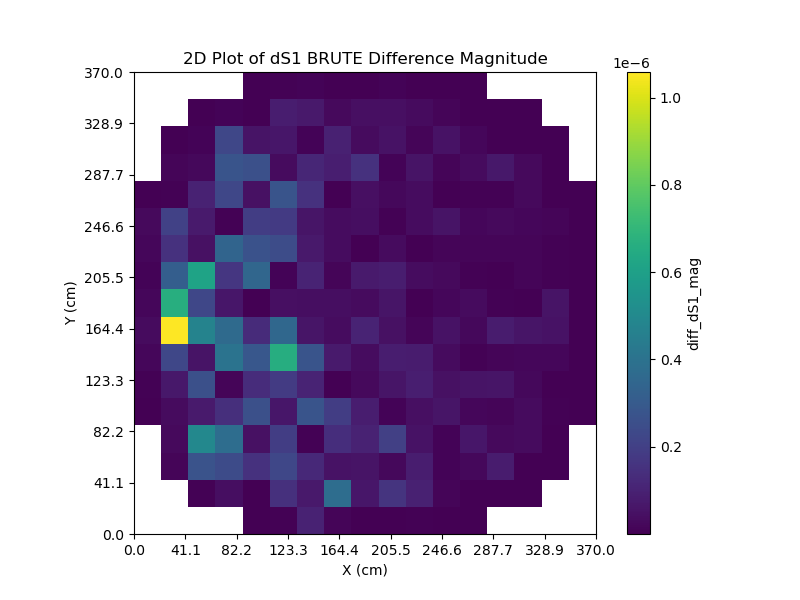 2D Plot of dS1 BRUTE Difference Magnitude
1e−6
370.0
328.9
287.7
246.6
205.5
164.4
123.3
82.2
41.1
0.0
Y (cm)
0.0 41.1 82.2 123.3 164.4 205.5 246.6 287.7 328.9 370.0
X (cm)
1.0
0.8
0.6
0.4
0.2
diff_dS1_mag